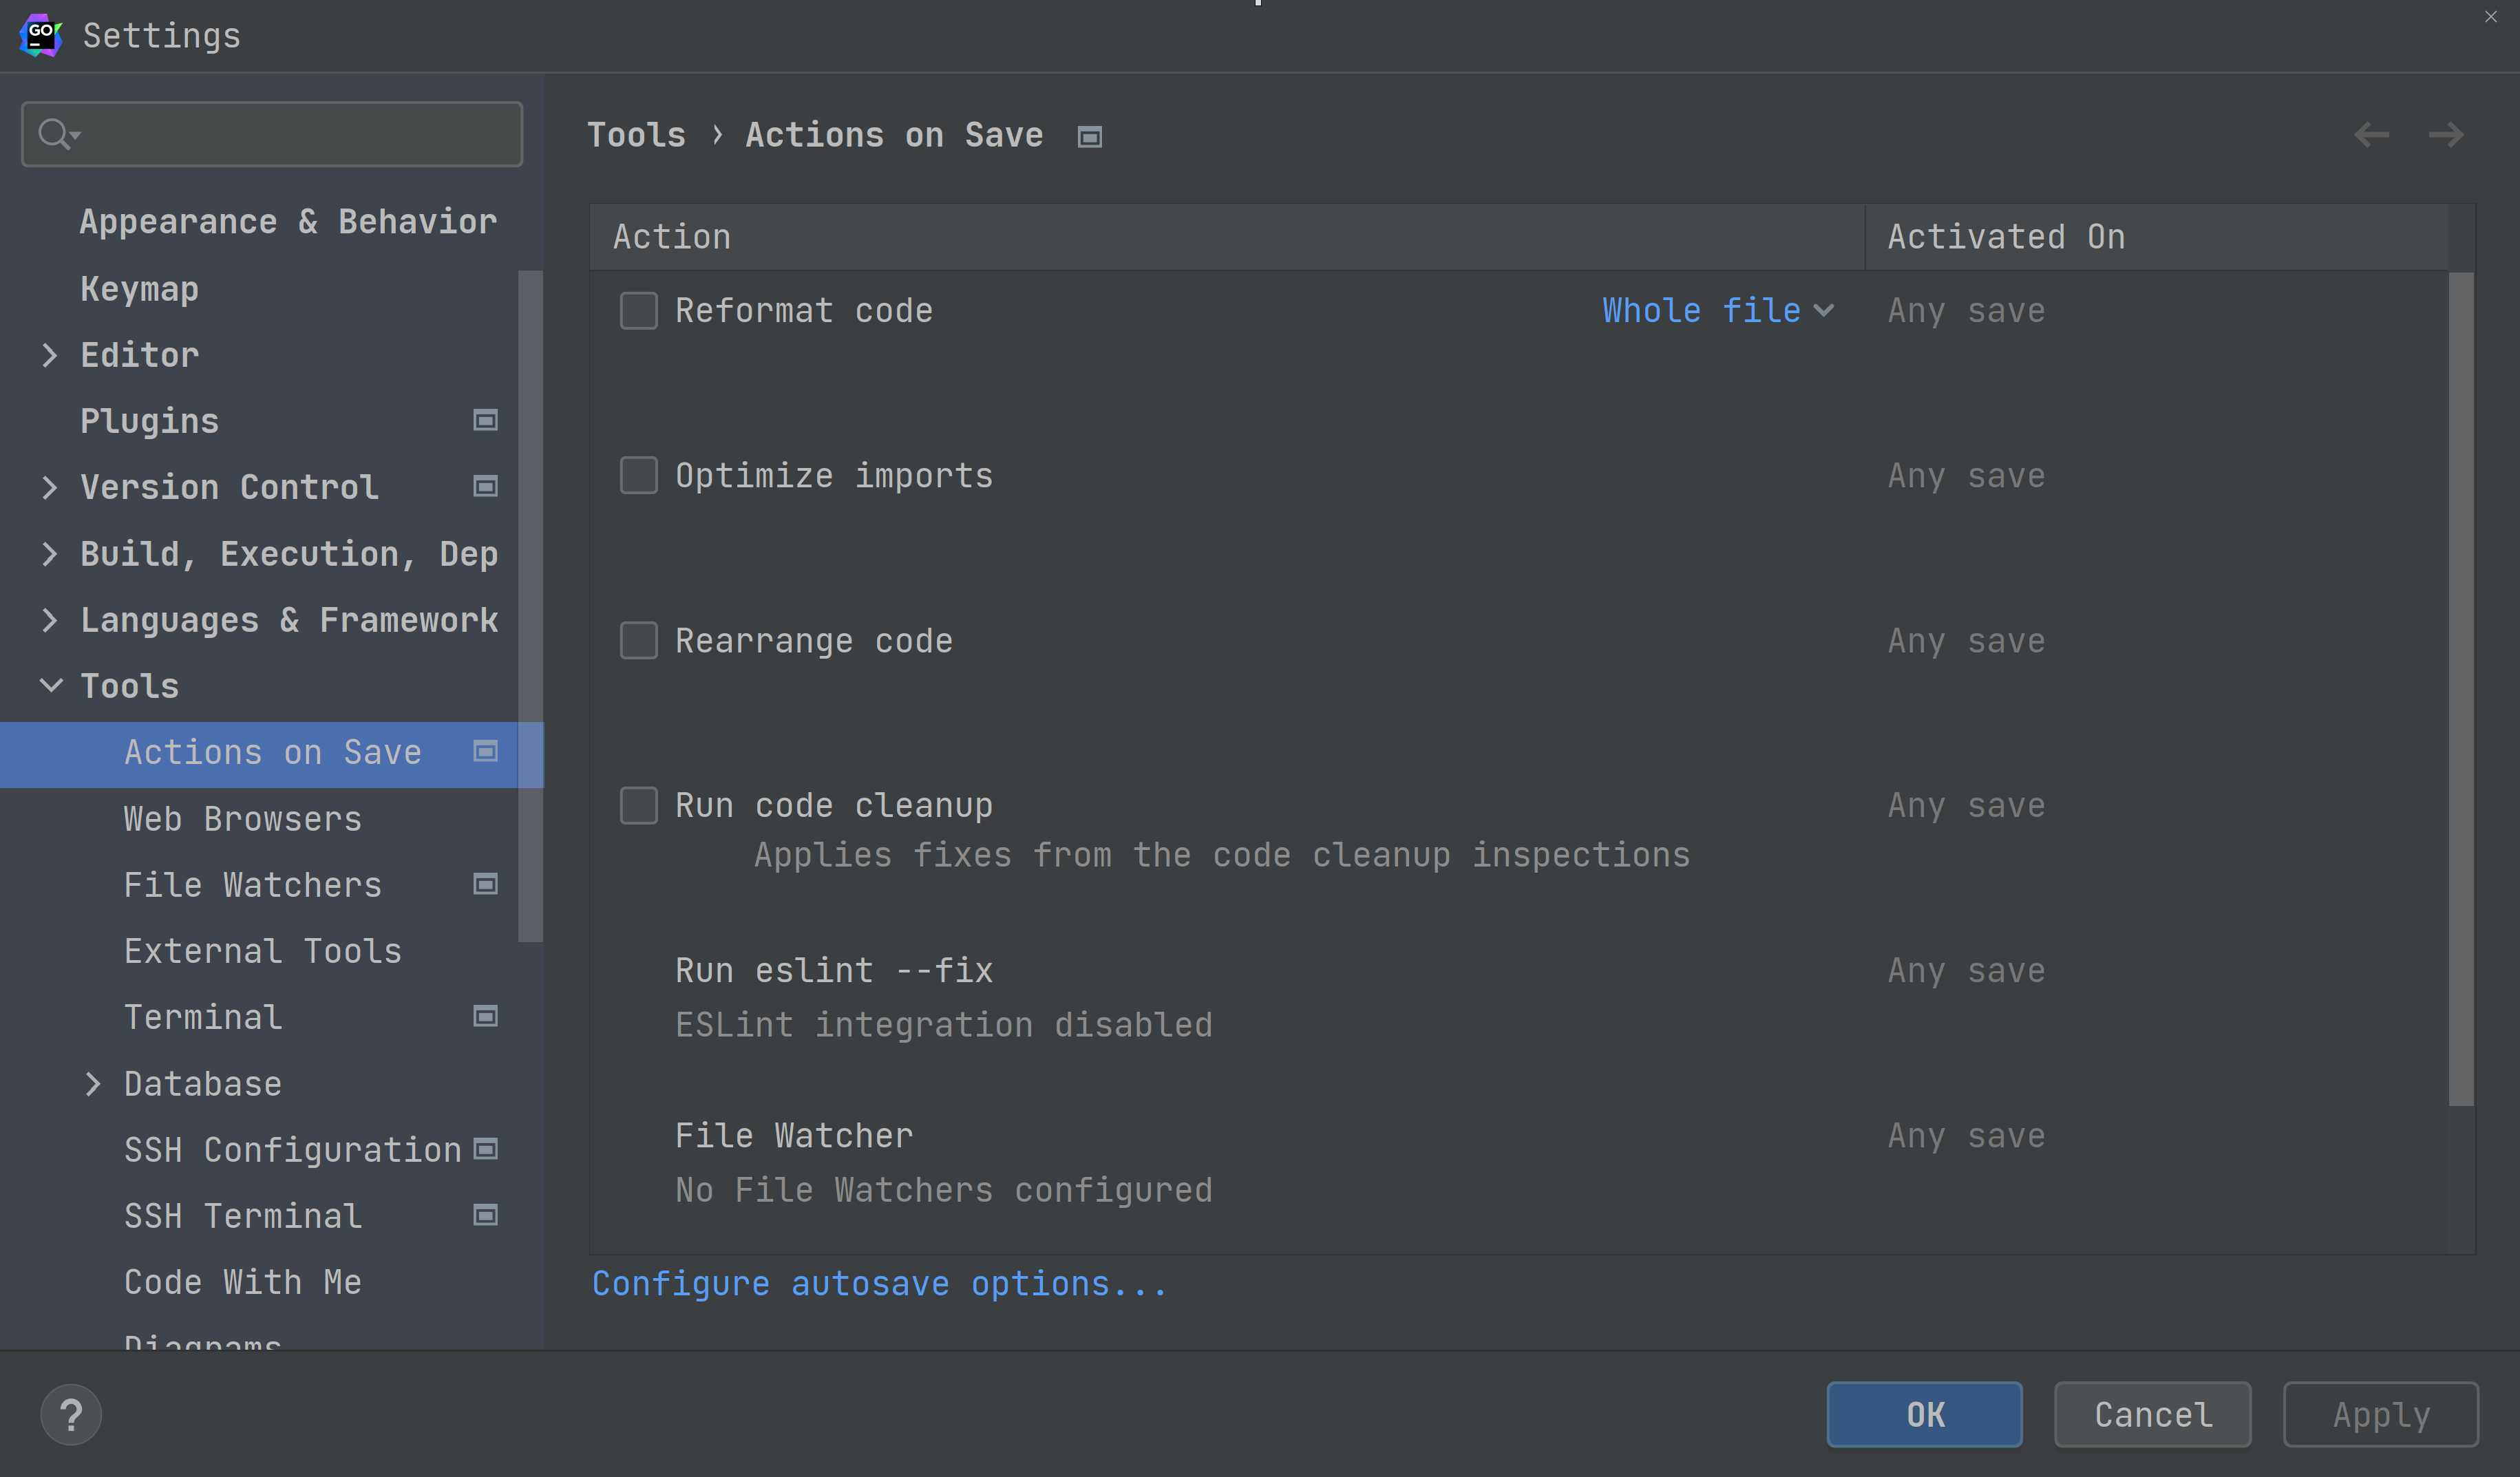 GO
Settings
Appearance & Behavior
Keymap
Editor
Plugins
Version Control
Build, Execution, Dep
Languages & Framework
Tools
Actions on Save
Web Browsers
File Watchers
External Tools
Terminal
Database
SSH Configuration
SSH Terminal
Code With Me
Diagrams
Tools › Actions on Save
Action Activated On
Reformat code Whole file Any save
Optimize imports Any save
Rearrange code Any save
Run code cleanup Any save
Applies fixes from the code cleanup inspections
Run eslint --fix Any save
ESLint integration disabled
File Watcher Any save
No File Watchers configured
Configure autosave options...
? OK Cancel Apply